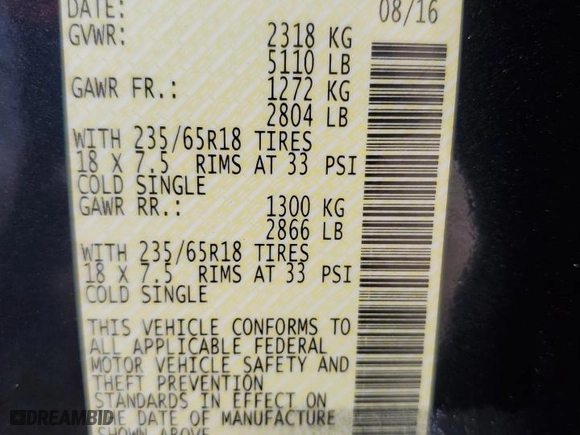 DATE: 08/16
GVWR: 2318 KG
5110 LB
GAWR FR.: 1272 KG
2804 LB
WITH 235/65R18 TIRES
18 X 7.5 RIMS AT 33 PSI
COLD SINGLE
GAWR RR.: 1300 KG
2866 LB
WITH 235/65R18 TIRES
18 X 7.5 RIMS AT 33 PSI
COLD SINGLE
THIS VEHICLE CONFORMS TO
ALL APPLICABLE FEDERAL
MOTOR VEHICLE SAFETY AND
THEFT PREVENTION
STANDARDS IN EFFECT ON
THE DATE OF MANUFACTURE
SHOWN ABOVE
DREAMBID